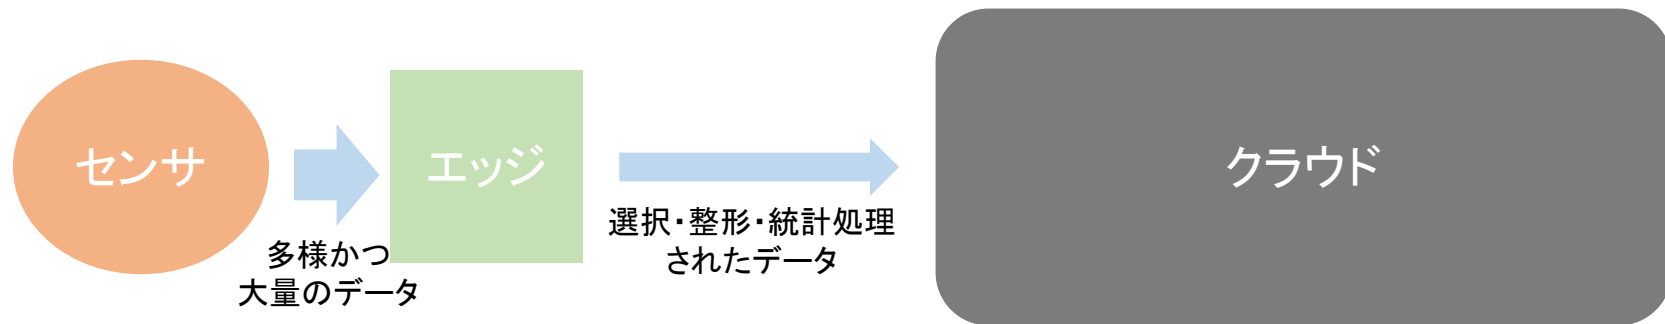 センサ
多様かつ
大量のデータ
エッジ
選択・整形・統計処理
されたデータ
クラウド